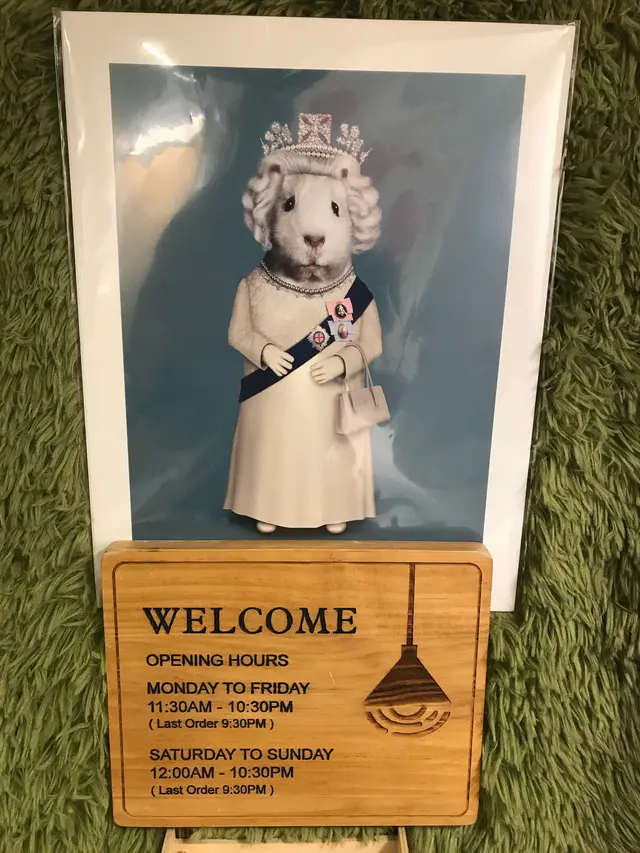 WELCOME
OPENING HOURS
MONDAY TO FRIDAY
11:30AM - 10:30PM
( Last Order 9:30PM )
SATURDAY TO SUNDAY
12:00AM - 10:30PM
( Last Order 9:30PM )